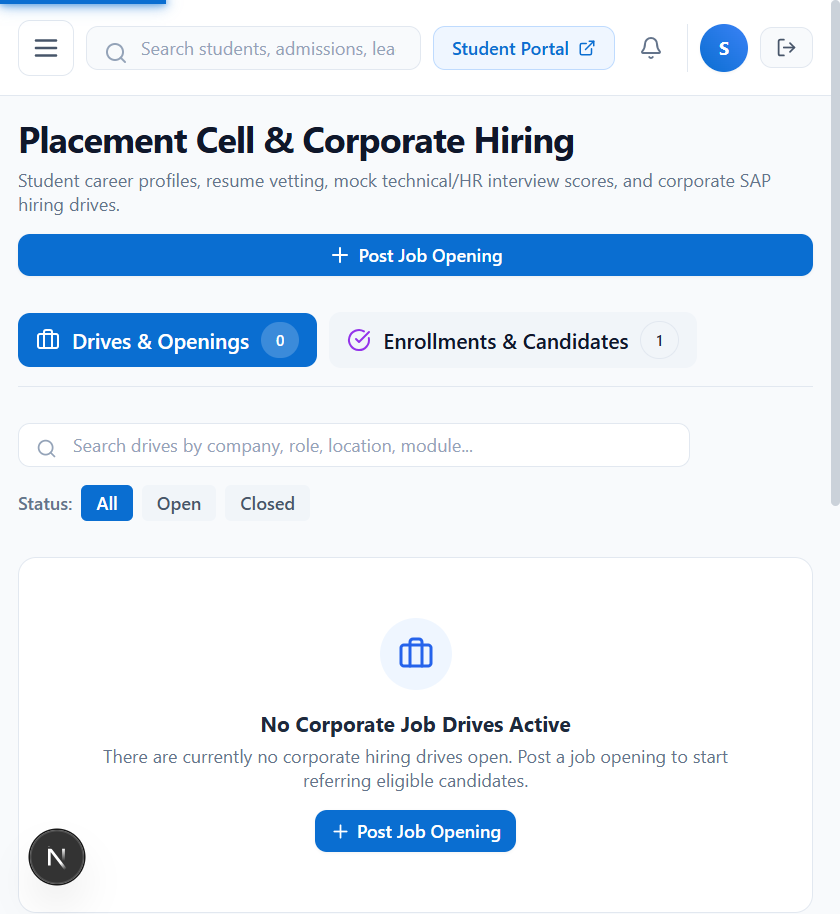 Search students, admissions, lea
Student Portal
S
Placement Cell & Corporate Hiring
Student career profiles, resume vetting, mock technical/HR interview scores, and corporate SAP
hiring drives.
Post Job Opening
Drives & Openings 0
Enrollments & Candidates 1
Search drives by company, role, location, module...
Status: All Open Closed
No Corporate Job Drives Active
There are currently no corporate hiring drives open. Post a job opening to start
referring eligible candidates.
Post Job Opening
N